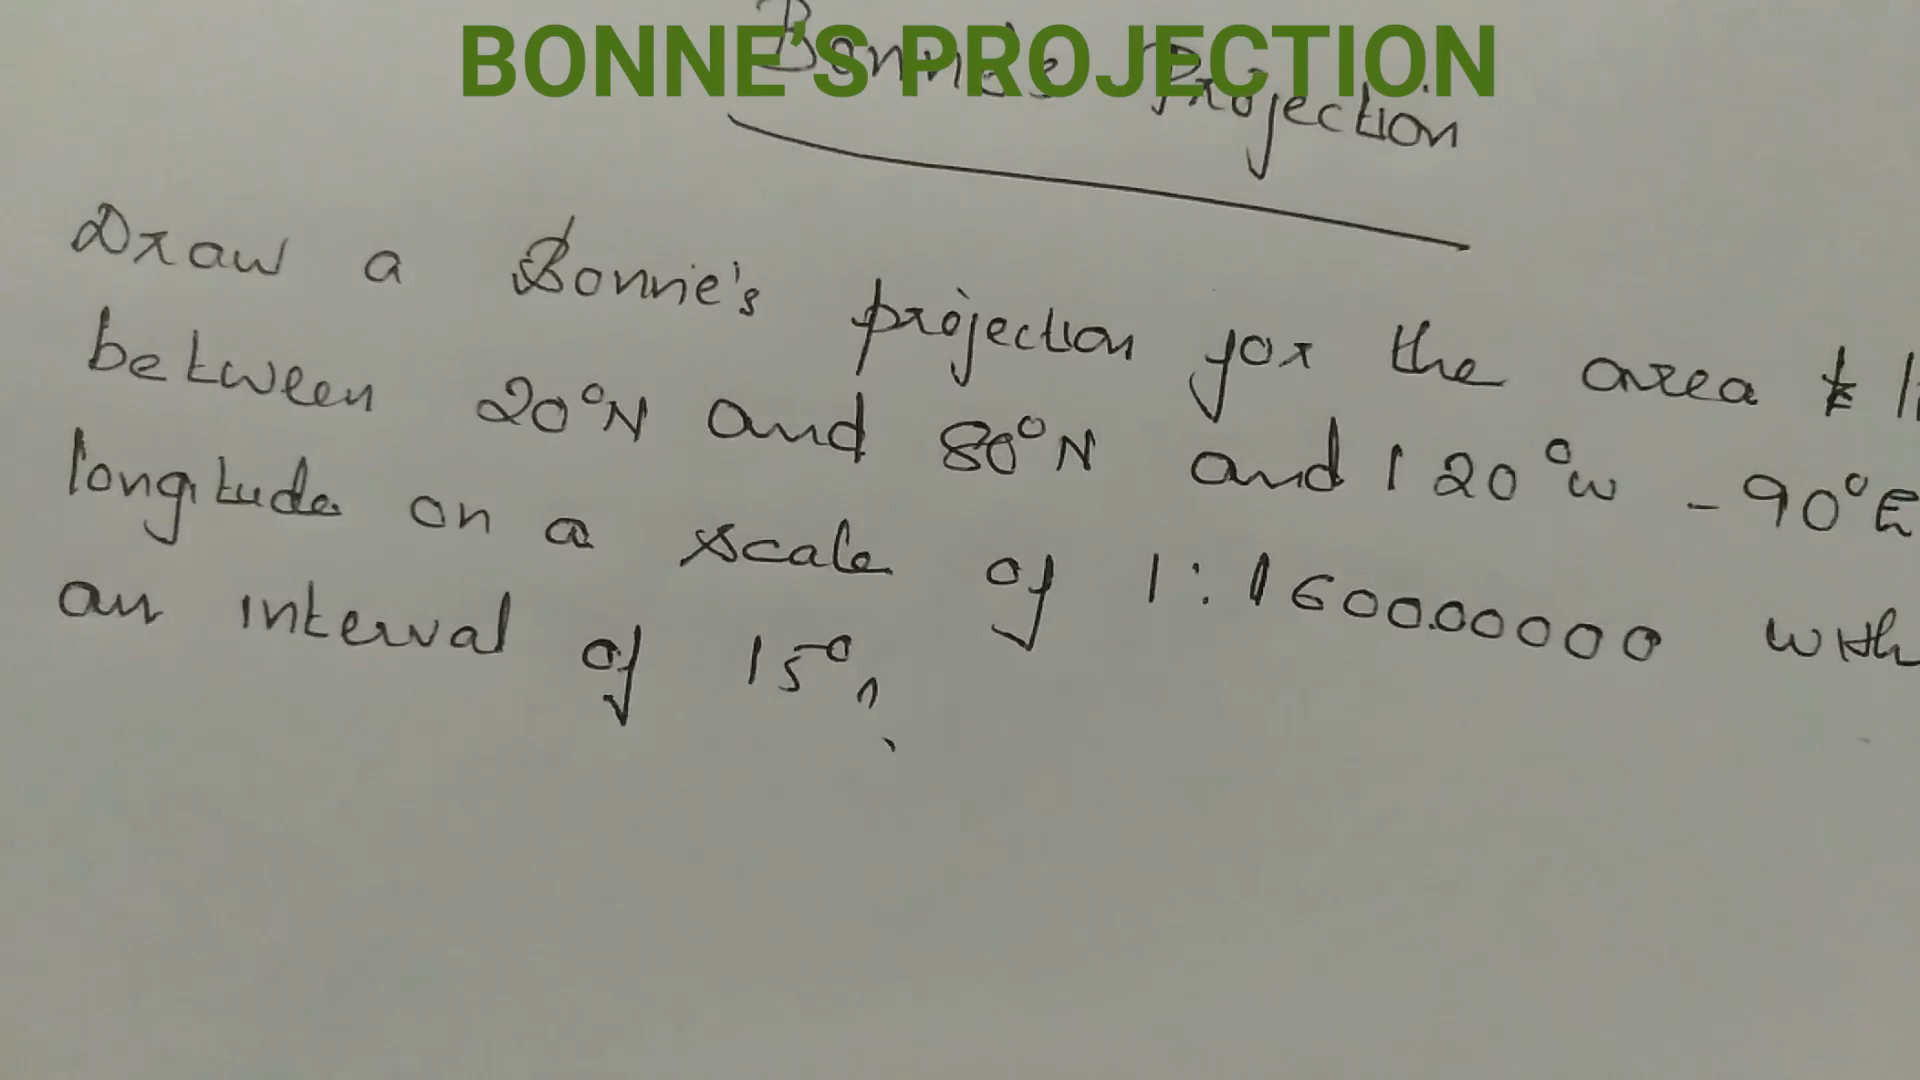 BONNE'S PROJECTION
Bonne's Projection
Draw a Bonnie's projection for the area
between 20°N and 80°N and 120°W - 90°E
longitude on a scale of 1:160000000 with
an interval of 15°